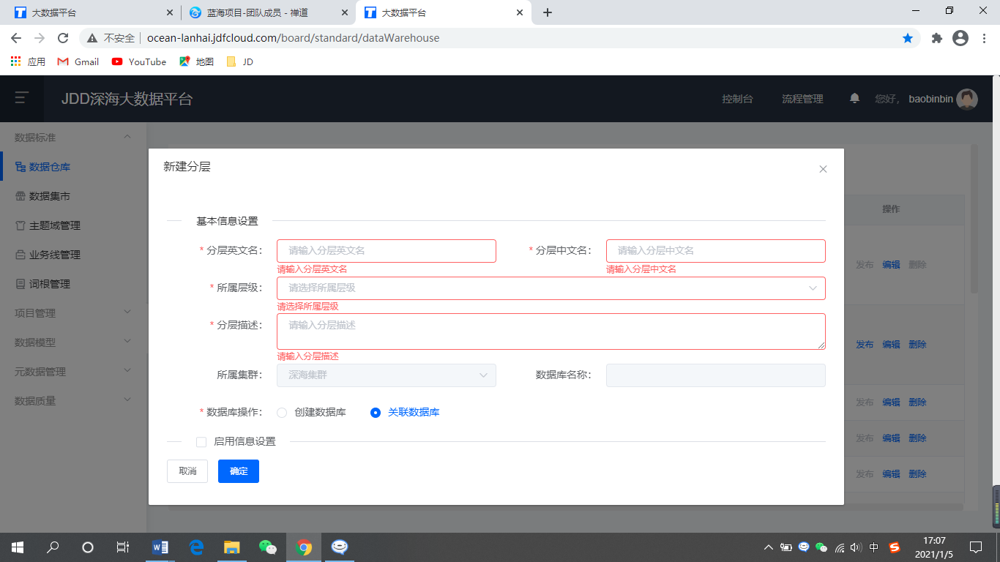 大数据平台
蓝海项目-团队成员 - 禅道
大数据平台
不安全
ocean-lanhai.jdfcloud.com/board/standard/dataWarehouse
应用
Gmail
YouTube
地图
JD
JDD深海大数据平台
控制台
流程管理
您好,
baobinbin
数据标准
数据仓库
数据集市
主题域管理
业务线管理
词根管理
项目管理
数据模型
元数据管理
数据质量
新建分层
基本信息设置
* 分层英文名:
请输入分层英文名
请输入分层英文名
* 分层中文名:
请输入分层中文名
请输入分层中文名
* 所属层级:
请选择所属层级
请选择所属层级
* 分层描述:
请输入分层描述
请输入分层描述
所属集群:
深海集群
数据库名称:
* 数据库操作:
创建数据库
关联数据库
启用信息设置
取消
确定
操作
发布 编辑 删除
发布 编辑 删除
发布 编辑 删除
发布 编辑 删除
发布 编辑 删除
中
17:07
2021/1/5